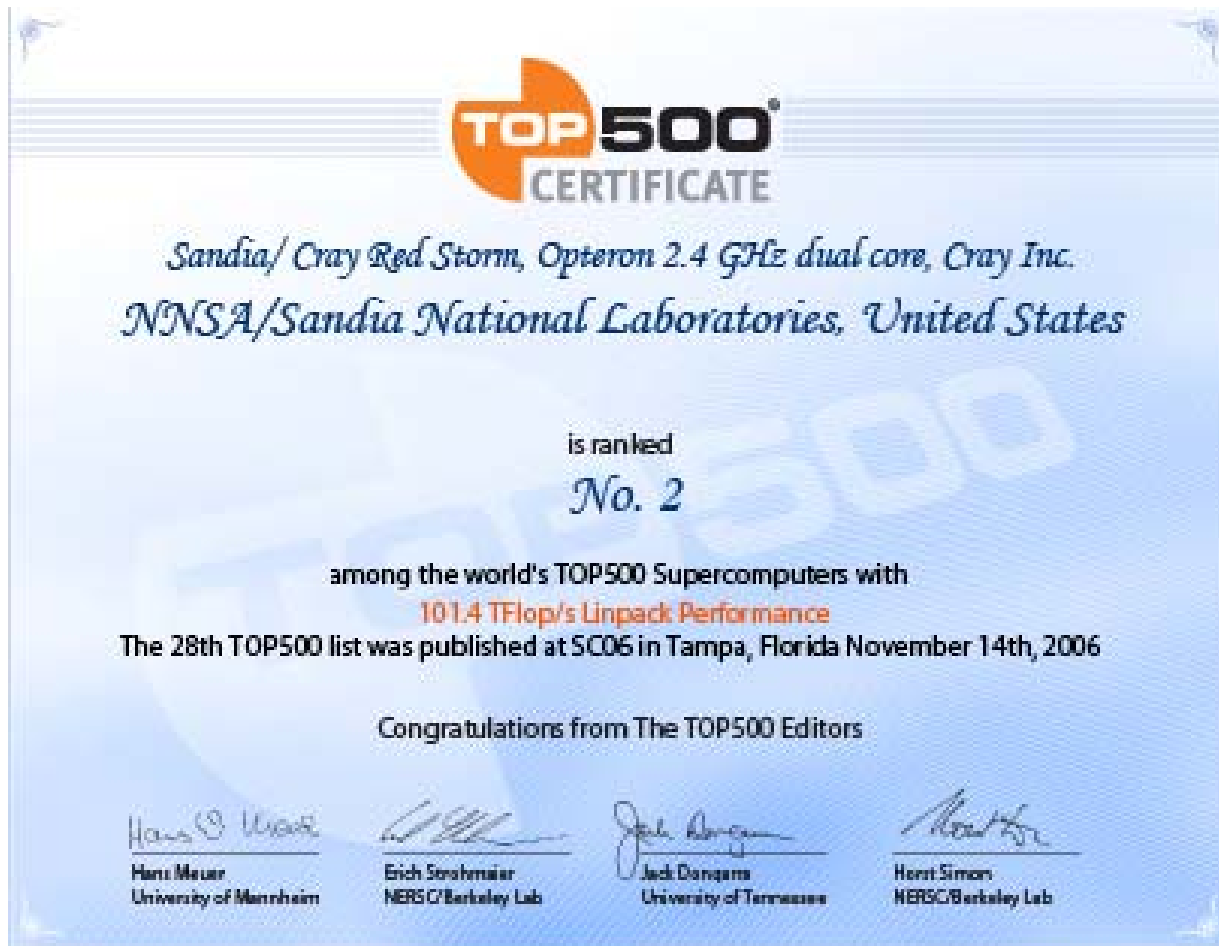 TOP500®
CERTIFICATE
Sandia/ Cray Red Storm, Opteron 2.4 GHz dual core, Cray Inc.
NNSA/Sandia National Laboratories, United States
is ranked
No. 2
among the world's TOP500 Supercomputers with
101.4 TFlop/s Linpack Performance
The 28th TOP500 list was published at SC06 in Tampa, Florida November 14th, 2006
Congratulations from The TOP500 Editors
Hans Meuer
Erich Strohmaier
Jack Dongarra
Horst Simon
University of Mannheim
NERSC/Berkeley Lab
University of Tennessee
NERSC/Berkeley Lab
TOP500